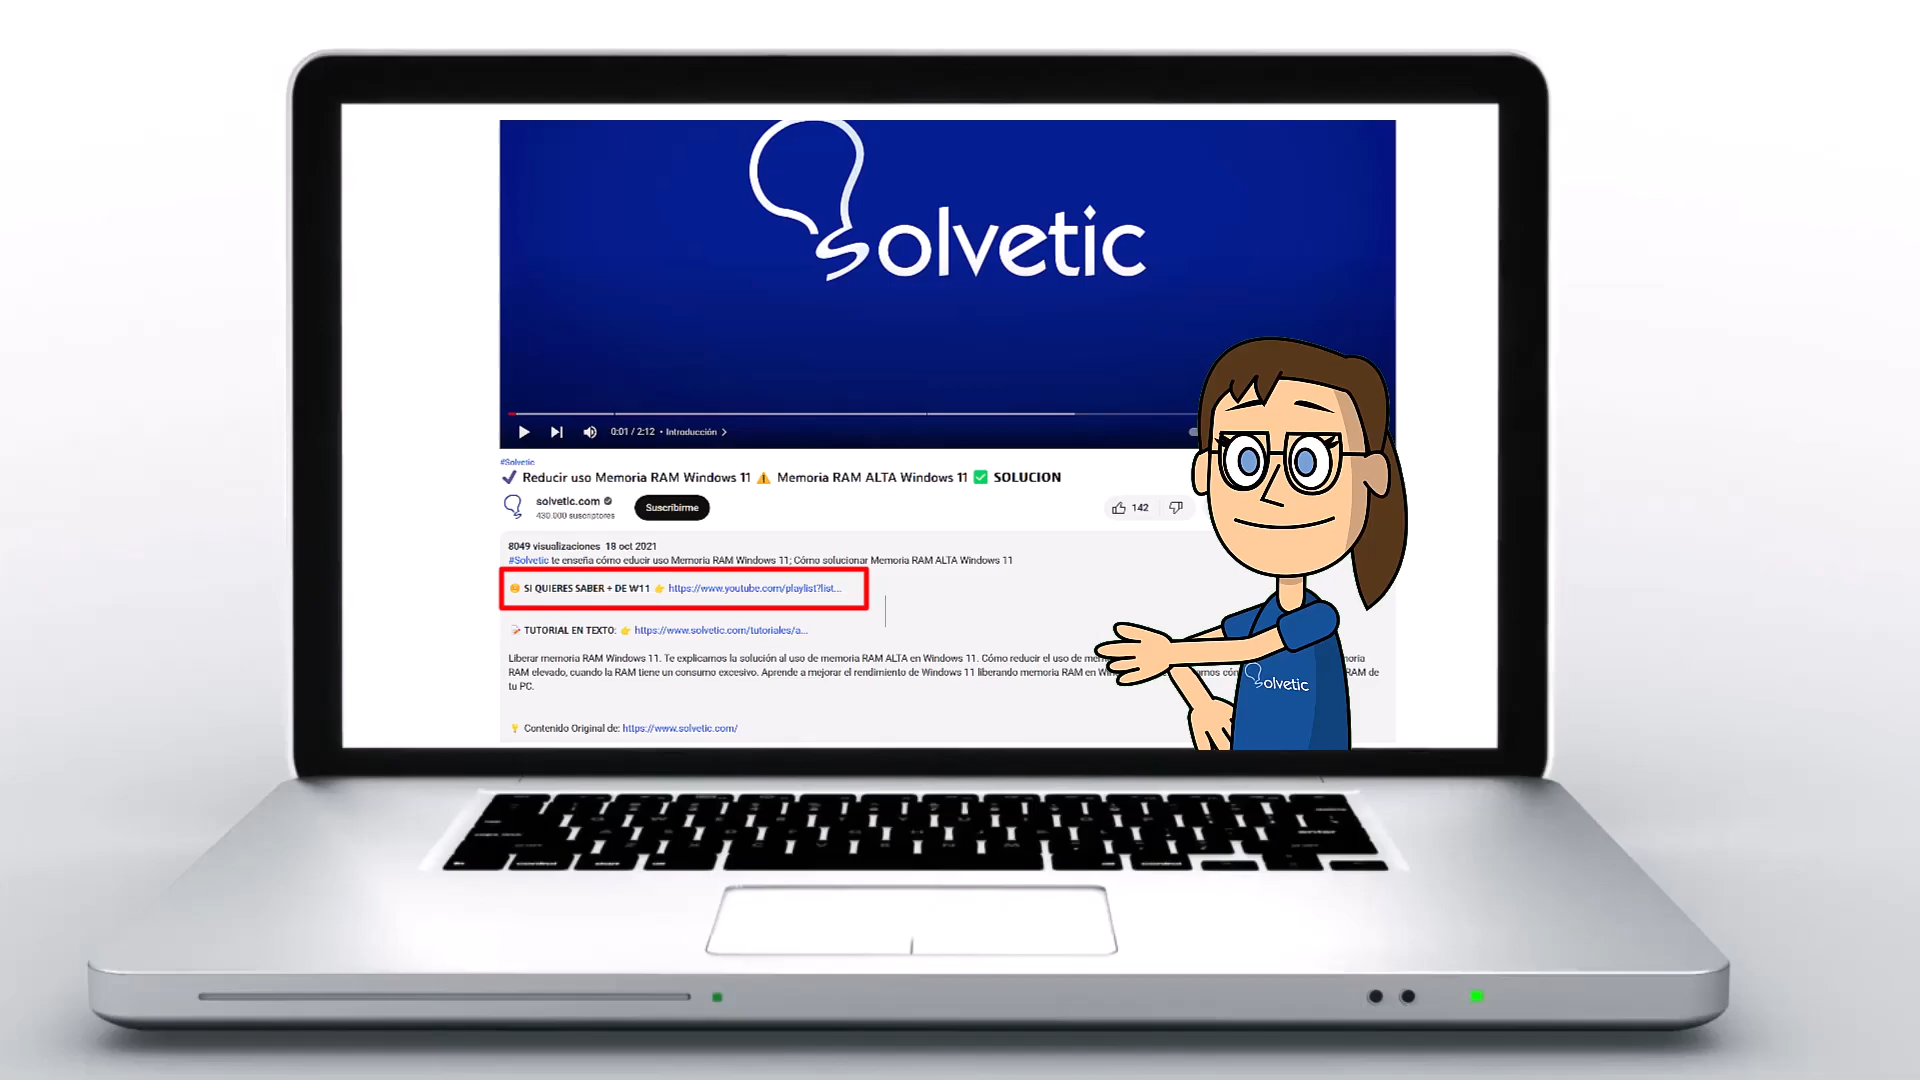 Solvetic
0:01 / 2:12 • Introducción >
#Solvetic
✔ Reducir uso Memoria RAM Windows 11 ⚠ Memoria RAM ALTA Windows 11 ✅ SOLUCION
solvetic.com
430.000 suscriptores
Suscribirme
142
8049 visualizaciones 18 oct 2021
#Solvetic te enseña cómo educir uso Memoria RAM Windows 11; Cómo solucionar Memoria RAM ALTA Windows 11
SI QUIERES SABER + DE W11 👉 https://www.youtube.com/playlist?list...
TUTORIAL EN TEXTO: 👉 https://www.solvetic.com/tutoriales/a...
Liberar memoria RAM Windows 11. Te explicamos la solución al uso de memoria RAM ALTA en Windows 11. Cómo reducir el uso de
RAM elevado, cuando la RAM tiene un consumo excesivo. Aprende a mejorar el rendimiento de Windows 11 liberando memoria RAM en RAM de
tu PC.
Contenido Original de: https://www.solvetic.com/
Solvetic